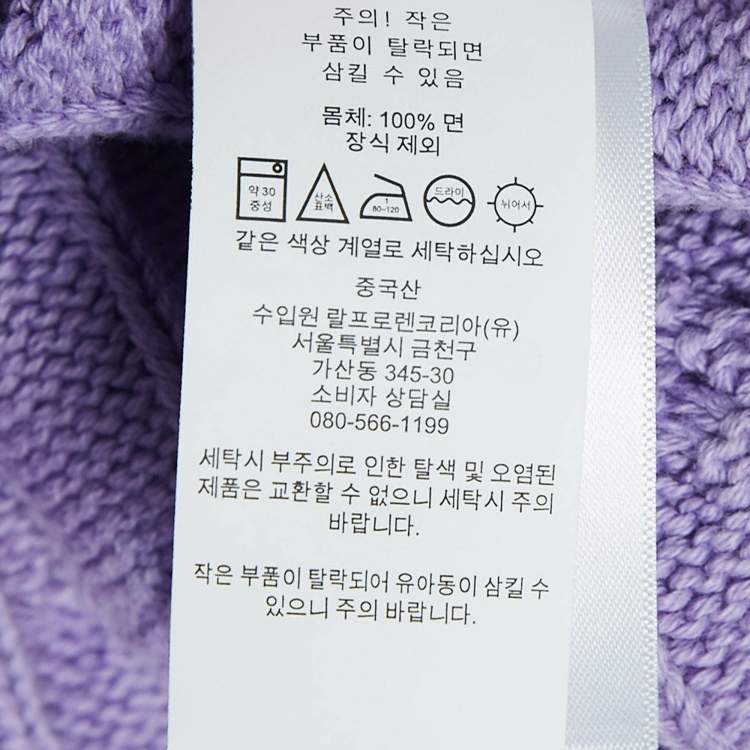 주의! 작은
부품이 탈락되면
삼킬 수 있음
몸체: 100% 면
장식 제외
약 30
중성
산소
표백
1
80~120
드라이
뉘어서
같은 색상 계열로 세탁하십시오
중국산
수입원 랄프로렌코리아(유)
서울특별시 금천구
가산동 345-30
소비자 상담실
080-566-1199
세탁시 부주의로 인한 탈색 및 오염된
제품은 교환할 수 없으니 세탁시 주의
바랍니다.
작은 부품이 탈락되어 유아동이 삼킬 수
있으니 주의 바랍니다.